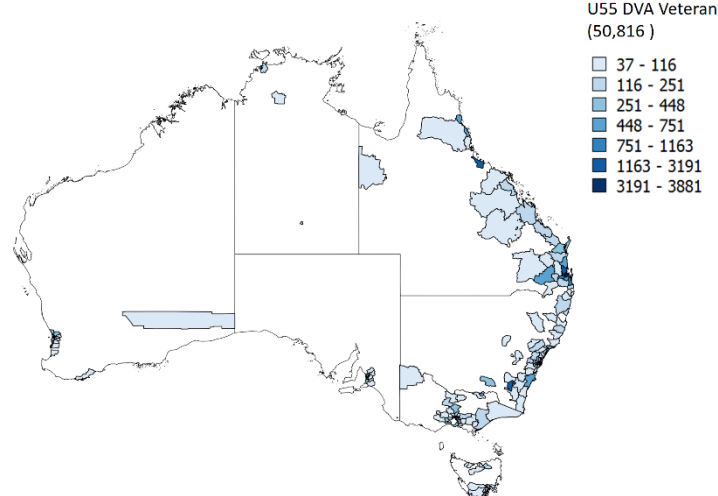 U55 DVA Veteran
(50,816 )
37 - 116
116 - 251
251 - 448
448 - 751
751 - 1163
1163 - 3191
3191 - 3881